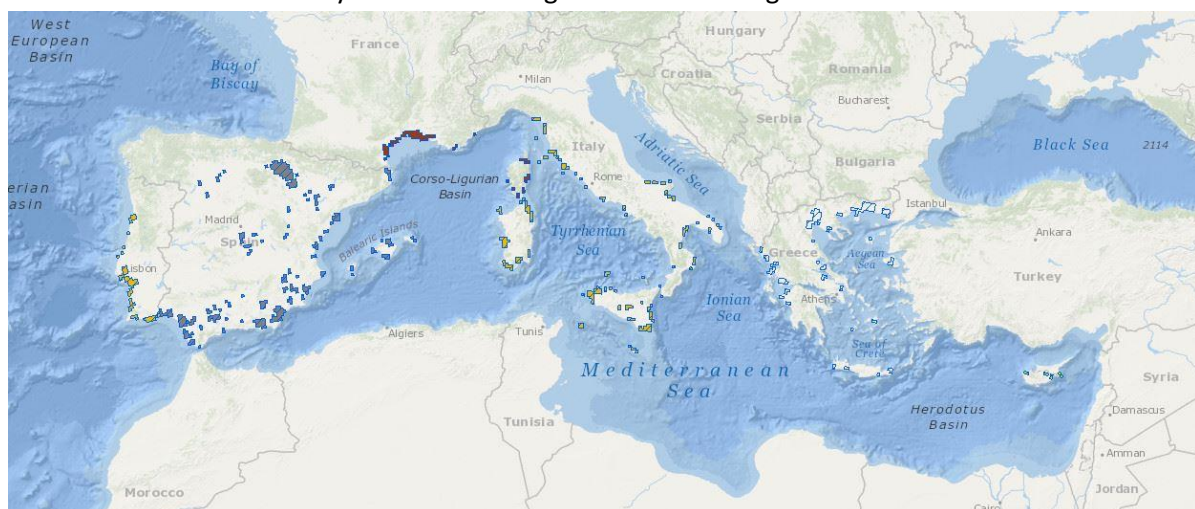 West
European
Basin
Bay of
Biscay
France
Hungary
Milan
Croatia
Romania
Bucharest
Serbia
Black Sea
2114
Adriatic Sea
Italy
Bulgaria
Corso-Ligurian
Basin
Rome
Istanbul
Madrid
Spain
Balearic Islands
Tyrrhenian
Sea
Greece
Aegean
Sea
Ankara
Turkey
Lisbon
Athens
Ionian
Sea
Algiers
Tunis
Sea of
Crete
Mediterranean
Sea
Syria
Herodotus
Basin
Damascus
Tunisia
Amman
Morocco
Jordan